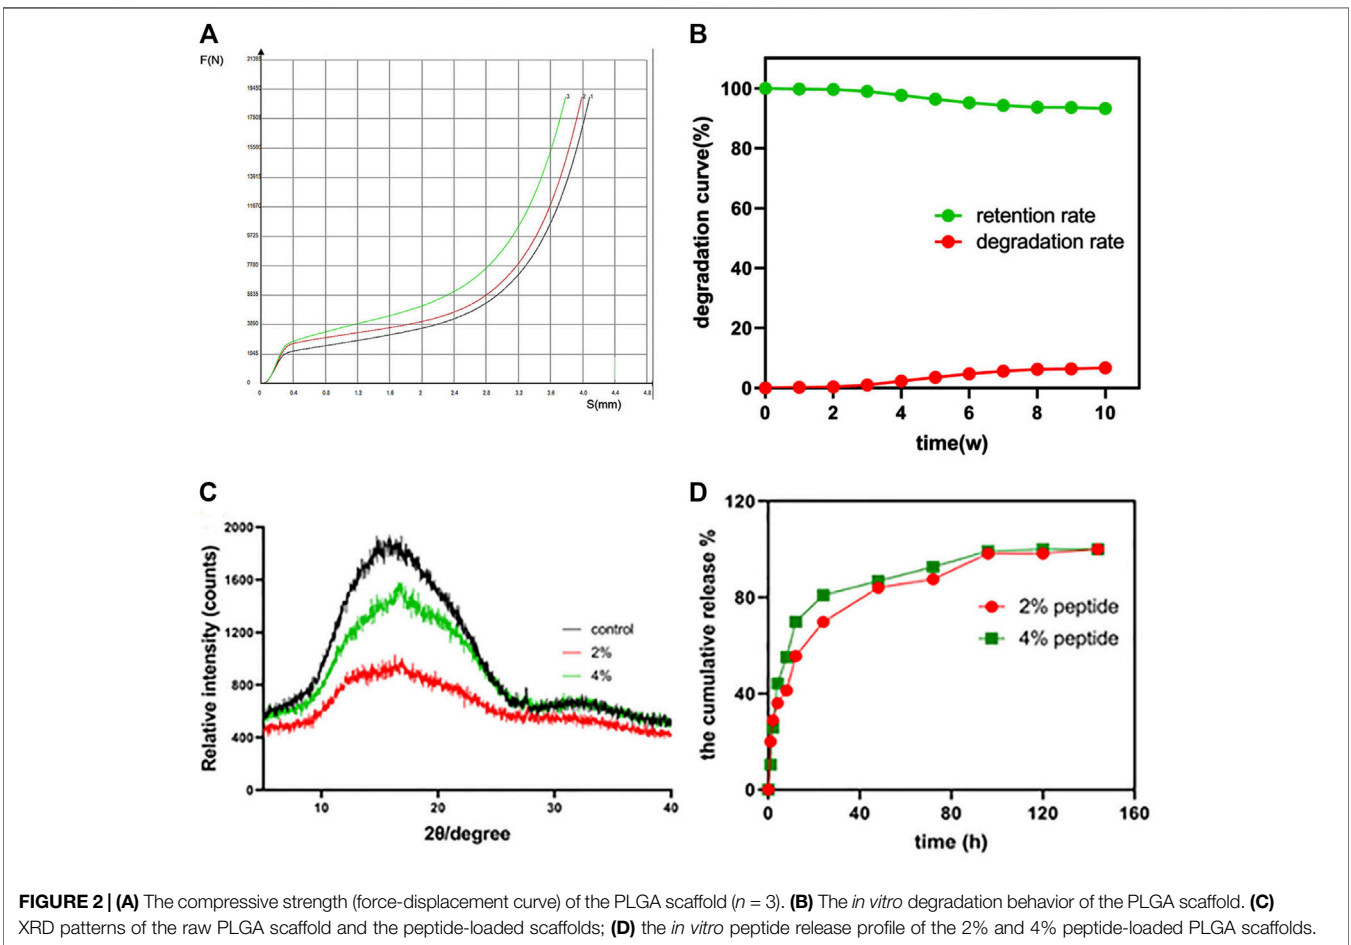 A
F(N)
21395
19450
17505
15560
13615
11670
9725
7780
5835
3890
1945
0
3 2 1
0 0.4 0.8 1.2 1.6 2 2.4 2.8 3.2 3.6 4.0 4.4 4.8
S(mm)
B
degradation curve(%)
100
80
60
40
20
0
retention rate
degradation rate
0 2 4 6 8 10
time(w)
C
Relative intensity (counts)
2000
1600
1200
800
400
0
control
2%
4%
10 20 30 40
2θ/degree
D
the cumulative release %
120
80
40
0
2% peptide
4% peptide
0 40 80 120 160
time (h)
FIGURE 2 | (A) The compressive strength (force-displacement curve) of the PLGA scaffold (n = 3). (B) The in vitro degradation behavior of the PLGA scaffold. (C)
XRD patterns of the raw PLGA scaffold and the peptide-loaded scaffolds; (D) the in vitro peptide release profile of the 2% and 4% peptide-loaded PLGA scaffolds.